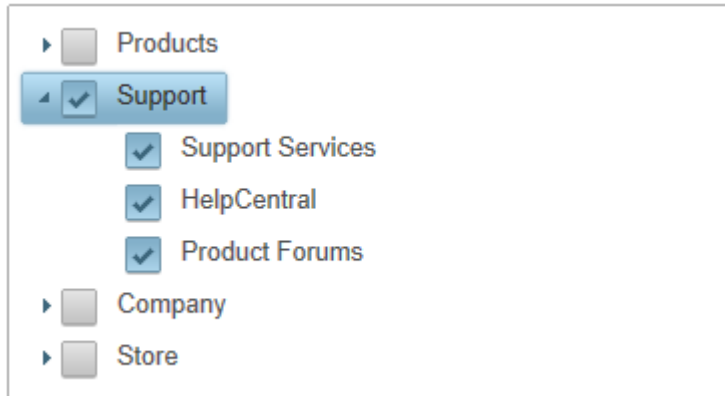 Products
Support
Support Services
HelpCentral
Product Forums
Company
Store